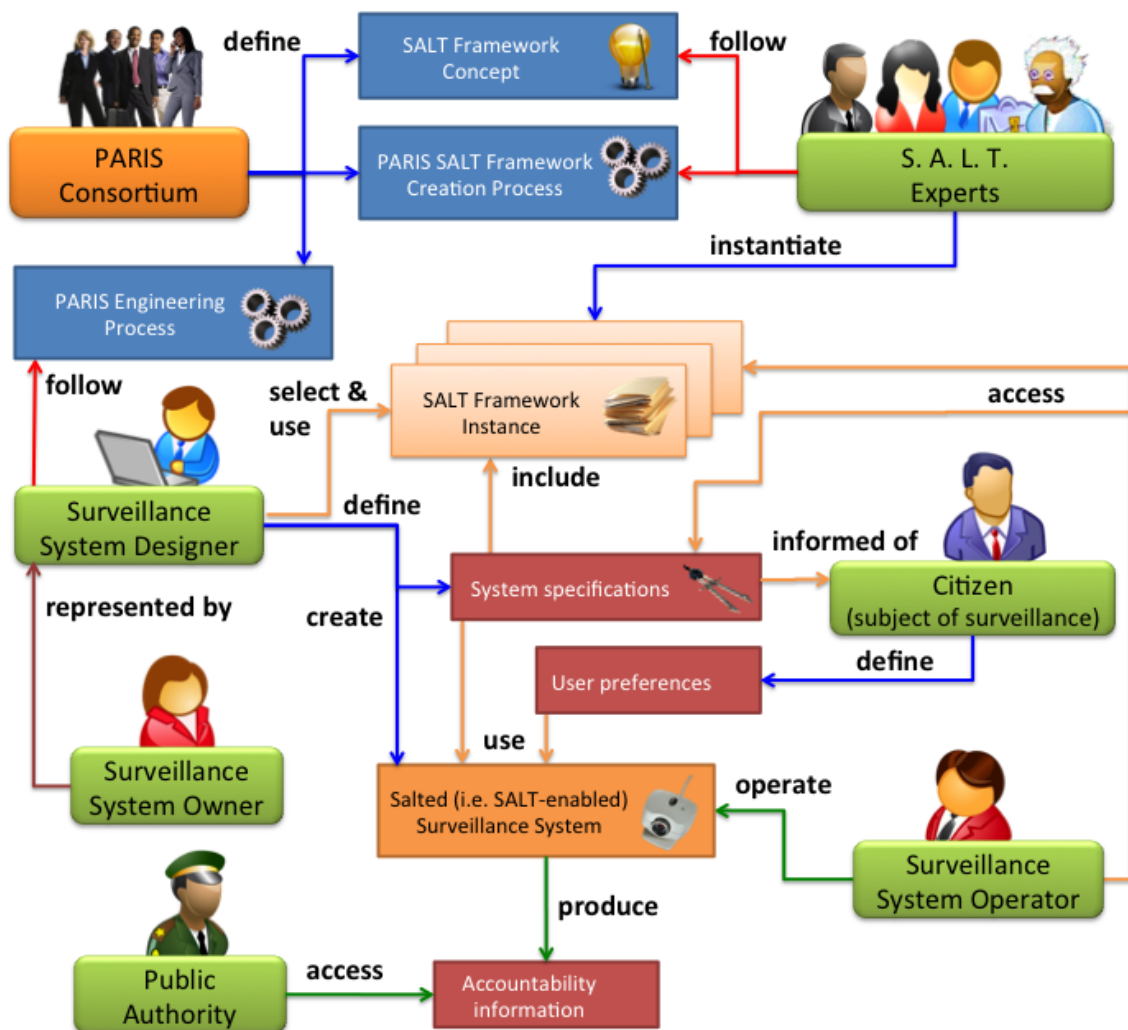 define
SALT Framework
Concept
follow
PARIS
Consortium
PARIS SALT Framework
Creation Process
S. A. L. T.
Experts
instantiate
PARIS Engineering
Process
follow
select &
use
SALT Framework
Instance
access
include
define
Surveillance
System Designer
informed of
System specifications
Citizen
(subject of surveillance)
represented by
create
define
User preferences
use
Surveillance
System Owner
Salted (i.e. SALT-enabled)
Surveillance System
operate
Surveillance
System Operator
produce
access
Public
Authority
Accountability
information